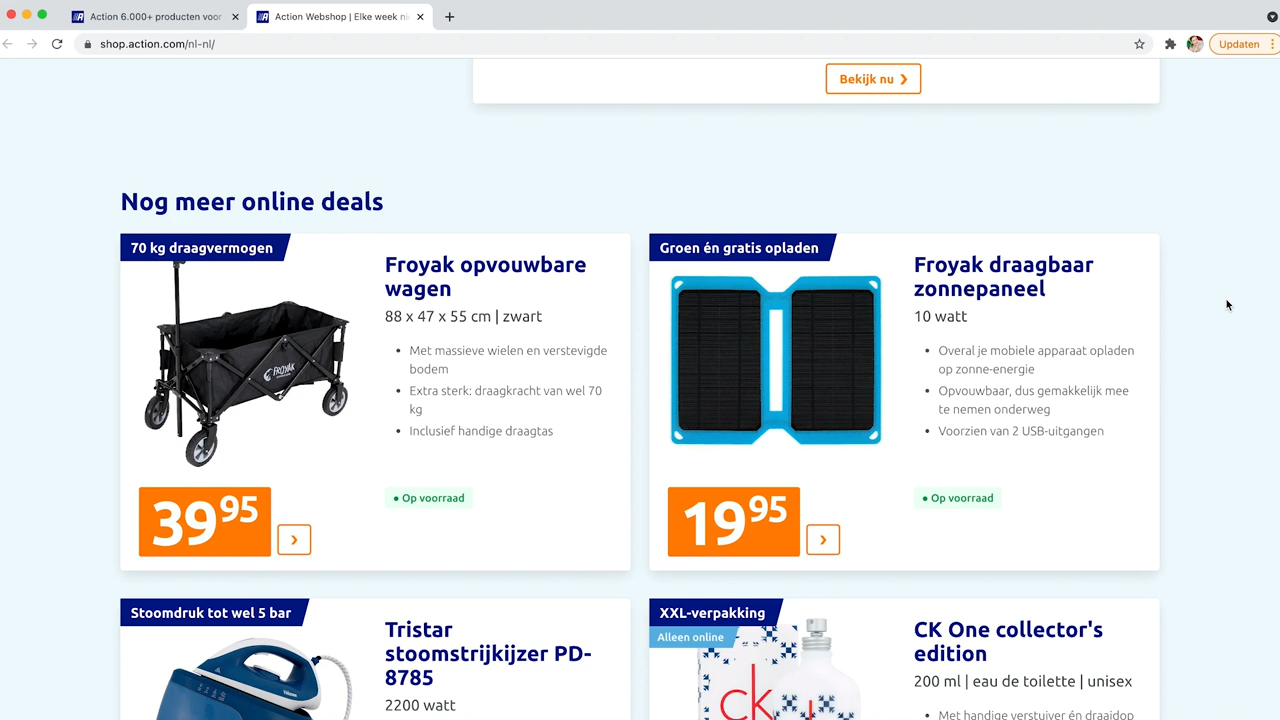 Action 6.000+ producten voor
Action Webshop | Elke week ni
shop.action.com/nl-nl/
Updaten
Bekijk nu
Nog meer online deals
70 kg draagvermogen
Froyak opvouwbare
wagen
88 x 47 x 55 cm | zwart
• Met massieve wielen en verstevigde
bodem
• Extra sterk: draagkracht van wel 70
kg
• Inclusief handige draagtas
FROYAK
• Op voorraad
39 95
Groen én gratis opladen
Froyak draagbaar
zonnepaneel
10 watt
• Overal je mobiele apparaat opladen
op zonne-energie
• Opvouwbaar, dus gemakkelijk mee
te nemen onderweg
• Voorzien van 2 USB-uitgangen
• Op voorraad
19 95
Stoomdruk tot wel 5 bar
Tristar
stoomstrijkijzer PD-
8785
2200 watt
XXL-verpakking
Alleen online
ck
CK One collector's
edition
200 ml | eau de toilette | unisex
• Met handige verstuiver én draaidop